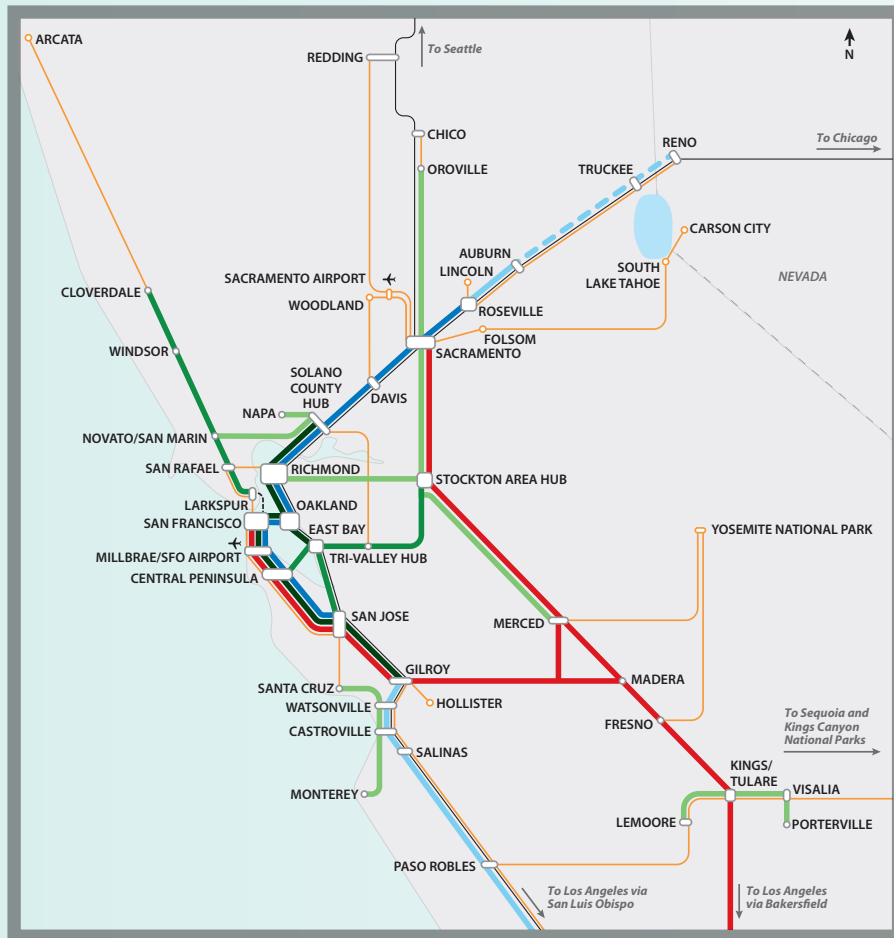 ARCATA
REDDING
To Seattle
N
CHICO
OROVILLE
RENO
To Chicago
TRUCKEE
CARSON CITY
AUBURN
LINCOLN
SOUTH
LAKE TAHOE
NEVADA
SACRAMENTO AIRPORT
WOODLAND
CLOVERDALE
ROSEVILLE
FOLSOM
SACRAMENTO
WINDSOR
SOLANO
COUNTY
HUB
DAVIS
NAPA
NOVATO/SAN MARIN
SAN RAFAEL
RICHMOND
STOCKTON AREA HUB
LARKSPUR
OAKLAND
SAN FRANCISCO
EAST BAY
YOSEMITE NATIONAL PARK
MILLBRAE/SFO AIRPORT
TRI-VALLEY HUB
CENTRAL PENINSULA
SAN JOSE
MERCED
GILROY
MADERA
SANTA CRUZ
HOLLISTER
WATSONVILLE
FRESNO
CASTROVILLE
To Sequoia and
Kings Canyon
National Parks
SALINAS
KINGS/
TULARE
VISALIA
MONTEREY
LEMOORE
PORTERVILLE
PASO ROBLES
To Los Angeles via
San Luis Obispo
To Los Angeles
via Bakersfield